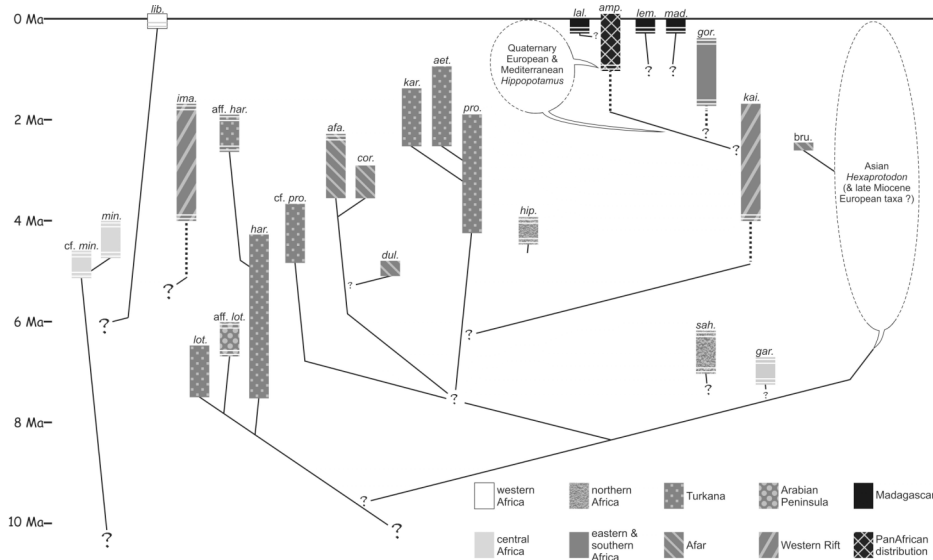 0 Ma
2 Ma
4 Ma
6 Ma
8 Ma
10 Ma
lib.
lal.
amp.
lem.
mad.
gor.
Quaternary
European &
Mediterranean
Hippopotamus
?
?
?
?
?
ima.
aff. har.
kar.
aet.
pro.
kai.
afa.
cor.
bru.
Asian
Hexaprotodon
(& late Miocene
European taxa ?)
cf. min.
min.
har.
cf. pro.
hip.
dul.
?
?
?
?
lot.
aff. lot.
sah.
gar.
?
?
?
?
?
?
?
western
Africa
northern
Africa
Turkana
Arabian
Peninsula
Madagascar
central
Africa
eastern &
southern
Africa
Afar
Western Rift
PanAfrican
distribution